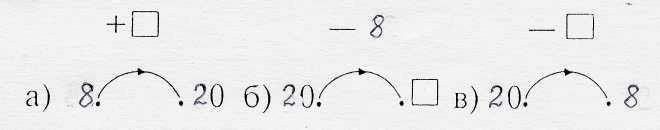 +□ − 8 − □
а) 8. . 20 б) 20. . □ в) 20. . 8